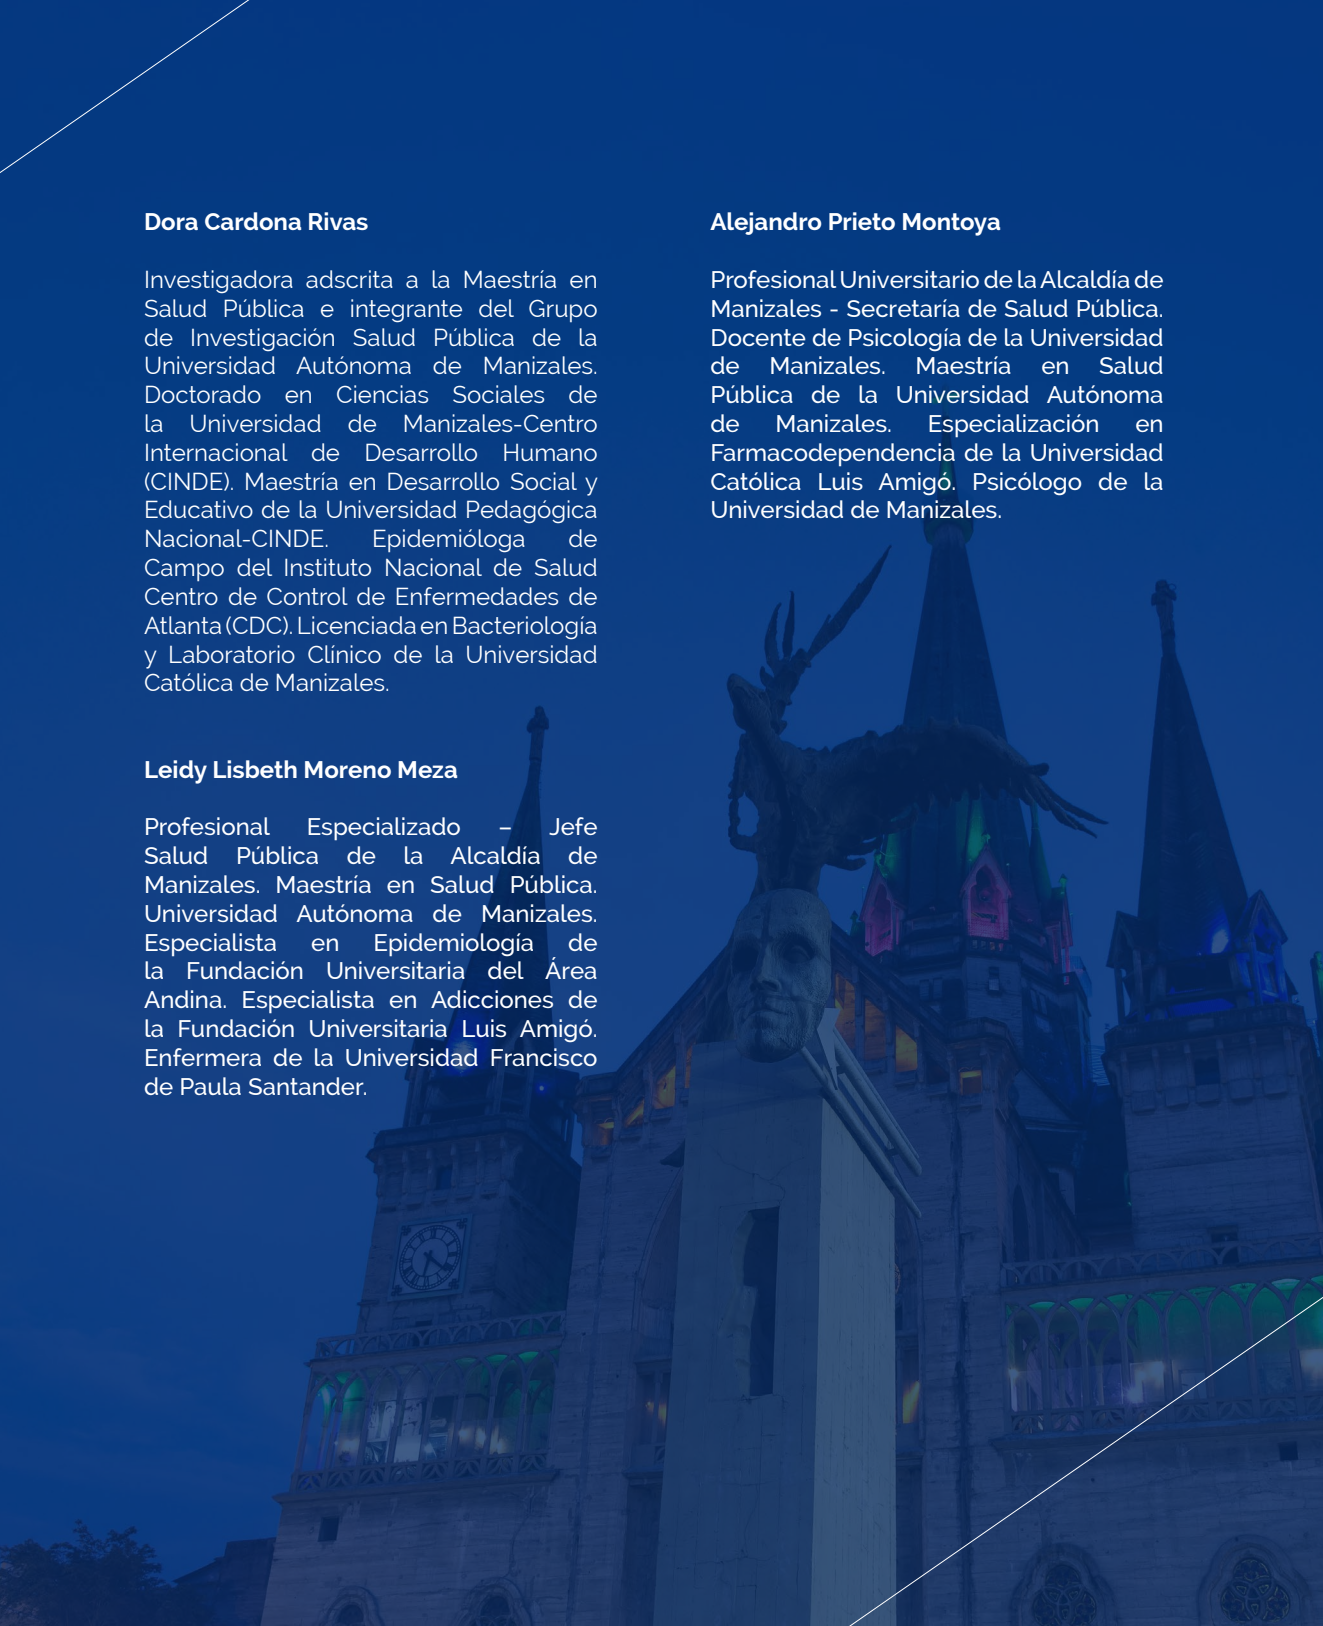 Dora Cardona Rivas
Investigadora adscrita a la Maestría en
Salud Pública e integrante del Grupo
de Investigación Salud Pública de la
Universidad Autónoma de Manizales.
Doctorado en Ciencias Sociales de
la Universidad de Manizales-Centro
Internacional de Desarrollo Humano
(CINDE). Maestría en Desarrollo Social y
Educativo de la Universidad Pedagógica
Nacional-CINDE. Epidemióloga de
Campo del Instituto Nacional de Salud
Centro de Control de Enfermedades de
Atlanta (CDC). Licenciada en Bacteriología
y Laboratorio Clínico de la Universidad
Católica de Manizales.
Leidy Lisbeth Moreno Meza
Profesional Especializado – Jefe
Salud Pública de la Alcaldía de
Manizales. Maestría en Salud Pública.
Universidad Autónoma de Manizales.
Especialista en Epidemiología de
la Fundación Universitaria del Área
Andina. Especialista en Adicciones de
la Fundación Universitaria Luis Amigó.
Enfermera de la Universidad Francisco
de Paula Santander.
Alejandro Prieto Montoya
Profesional Universitario de la Alcaldía de
Manizales - Secretaría de Salud Pública.
Docente de Psicología de la Universidad
de Manizales. Maestría en Salud
Pública de la Universidad Autónoma
de Manizales. Especialización en
Farmacodependencia de la Universidad
Católica Luis Amigó. Psicólogo de la
Universidad de Manizales.